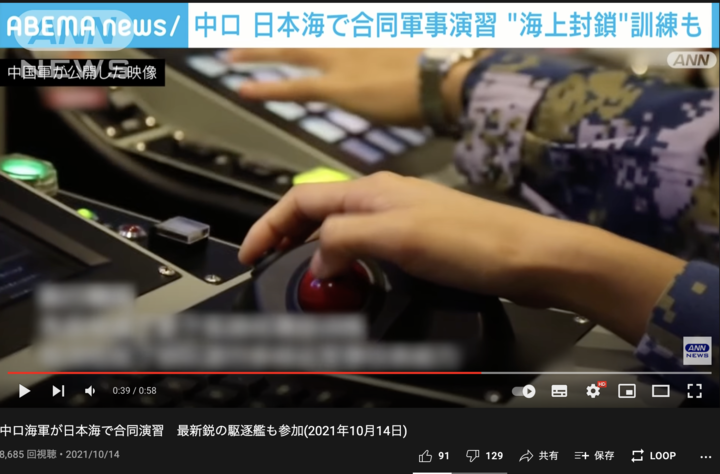 ABEMA news/
中ロ 日本海で合同軍事演習 "海上封鎖"訓練も
ANN
中国軍が公開した映像
ANN
ANN
NEWS
0:39 / 0:58
HD
中ロ海軍が日本海で合同演習　最新鋭の駆逐艦も参加(2021年10月14日)
8,685 回視聴・2021/10/14
91
129
共有
保存
LOOP